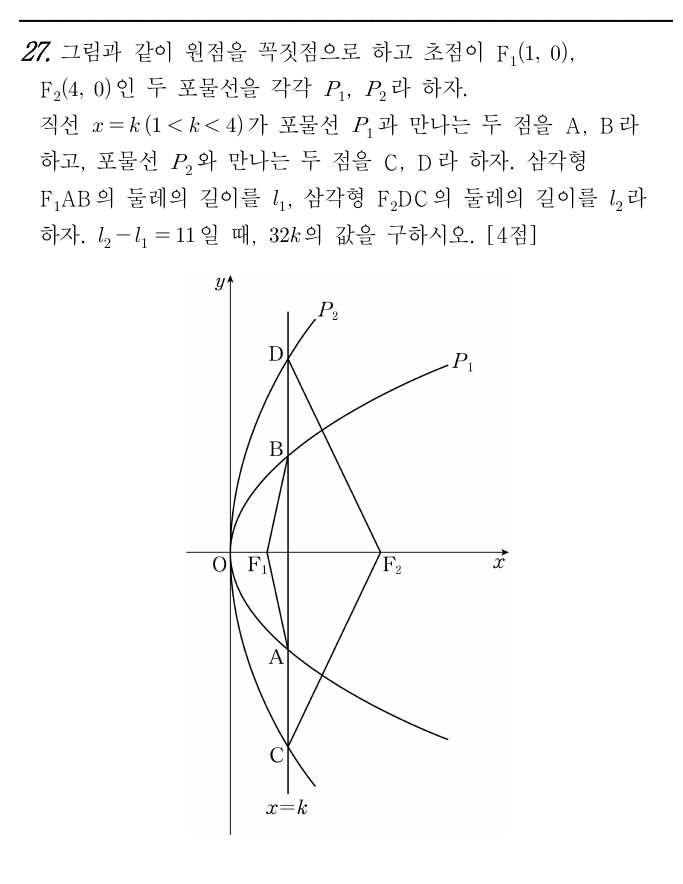 27. 그림과 같이 원점을 꼭짓점으로 하고 초점이 F₁(1, 0),
F₂(4, 0)인 두 포물선을 각각 P₁, P₂라 하자.
직선 x=k(1<k<4)가 포물선 P₁과 만나는 두 점을 A, B라
하고, 포물선 P₂와 만나는 두 점을 C, D라 하자. 삼각형
F₁AB의 둘레의 길이를 l₁, 삼각형 F₂DC의 둘레의 길이를 l₂라
하자. l₂-l₁=11일 때, 32k의 값을 구하시오. [4점]
y
P₂
D
P₁
B
O
F₁
F₂
x
A
C
x=k